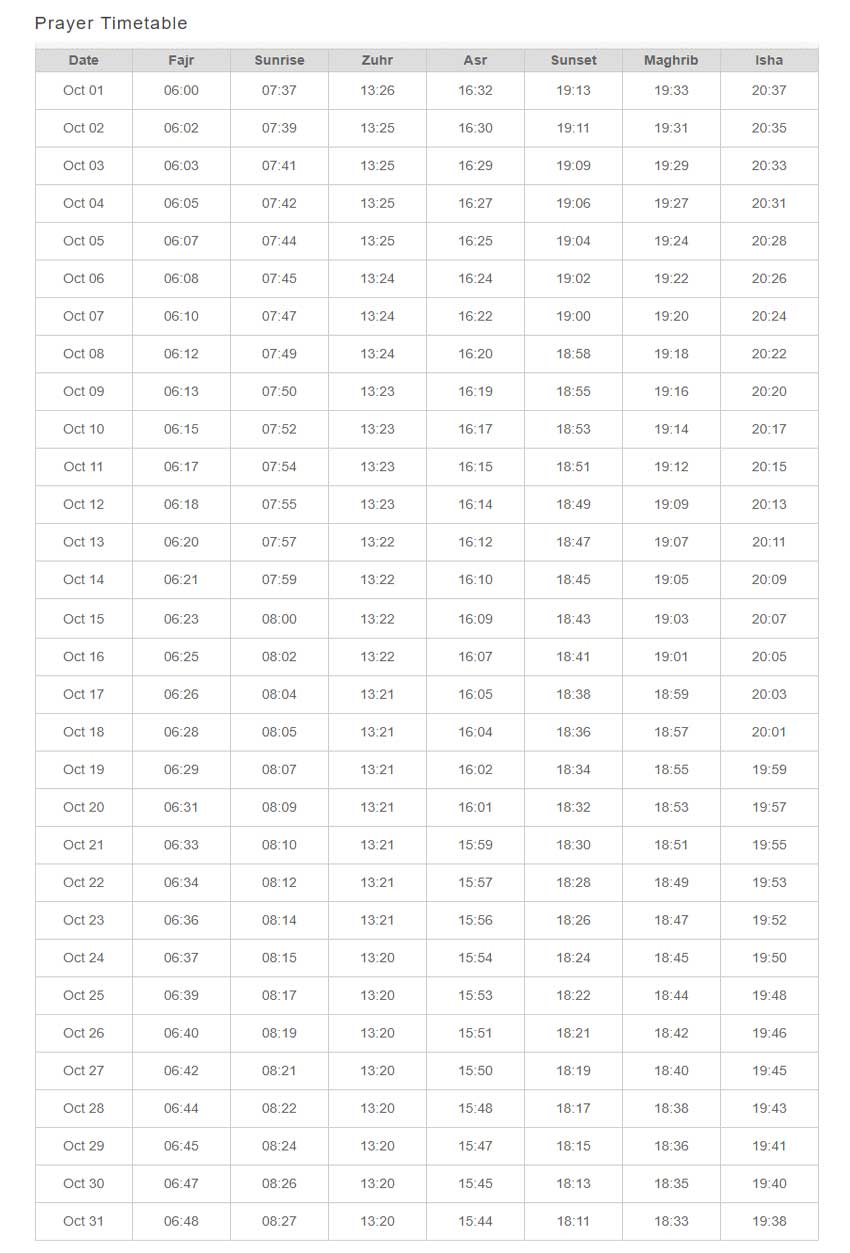 Prayer Timetable
Date Fajr Sunrise Zuhr Asr Sunset Maghrib Isha
Oct 01 06:00 07:37 13:26 16:32 19:13 19:33 20:37
Oct 02 06:02 07:39 13:25 16:30 19:11 19:31 20:35
Oct 03 06:03 07:41 13:25 16:29 19:09 19:29 20:33
Oct 04 06:05 07:42 13:25 16:27 19:06 19:27 20:31
Oct 05 06:07 07:44 13:25 16:25 19:04 19:24 20:28
Oct 06 06:08 07:45 13:24 16:24 19:02 19:22 20:26
Oct 07 06:10 07:47 13:24 16:22 19:00 19:20 20:24
Oct 08 06:12 07:49 13:24 16:20 18:58 19:18 20:22
Oct 09 06:13 07:50 13:23 16:19 18:55 19:16 20:20
Oct 10 06:15 07:52 13:23 16:17 18:53 19:14 20:17
Oct 11 06:17 07:54 13:23 16:15 18:51 19:12 20:15
Oct 12 06:18 07:55 13:23 16:14 18:49 19:09 20:13
Oct 13 06:20 07:57 13:22 16:12 18:47 19:07 20:11
Oct 14 06:21 07:59 13:22 16:10 18:45 19:05 20:09
Oct 15 06:23 08:00 13:22 16:09 18:43 19:03 20:07
Oct 16 06:25 08:02 13:22 16:07 18:41 19:01 20:05
Oct 17 06:26 08:04 13:21 16:05 18:38 18:59 20:03
Oct 18 06:28 08:05 13:21 16:04 18:36 18:57 20:01
Oct 19 06:29 08:07 13:21 16:02 18:34 18:55 19:59
Oct 20 06:31 08:09 13:21 16:01 18:32 18:53 19:57
Oct 21 06:33 08:10 13:21 15:59 18:30 18:51 19:55
Oct 22 06:34 08:12 13:21 15:57 18:28 18:49 19:53
Oct 23 06:36 08:14 13:21 15:56 18:26 18:47 19:52
Oct 24 06:37 08:15 13:20 15:54 18:24 18:45 19:50
Oct 25 06:39 08:17 13:20 15:53 18:22 18:44 19:48
Oct 26 06:40 08:19 13:20 15:51 18:21 18:42 19:46
Oct 27 06:42 08:21 13:20 15:50 18:19 18:40 19:45
Oct 28 06:44 08:22 13:20 15:48 18:17 18:38 19:43
Oct 29 06:45 08:24 13:20 15:47 18:15 18:36 19:41
Oct 30 06:47 08:26 13:20 15:45 18:13 18:35 19:40
Oct 31 06:48 08:27 13:20 15:44 18:11 18:33 19:38